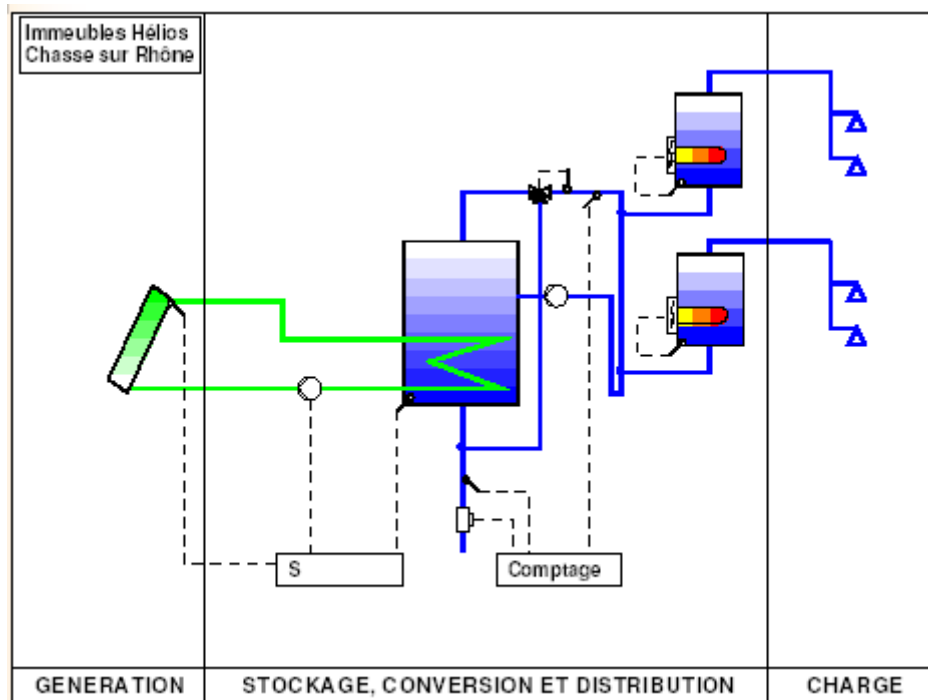 Immeubles Hélios
Chasse sur Rhône
S
Comptage
GENERATION
STOCKAGE, CONVERSION ET DISTRIBUTION
CHARGE